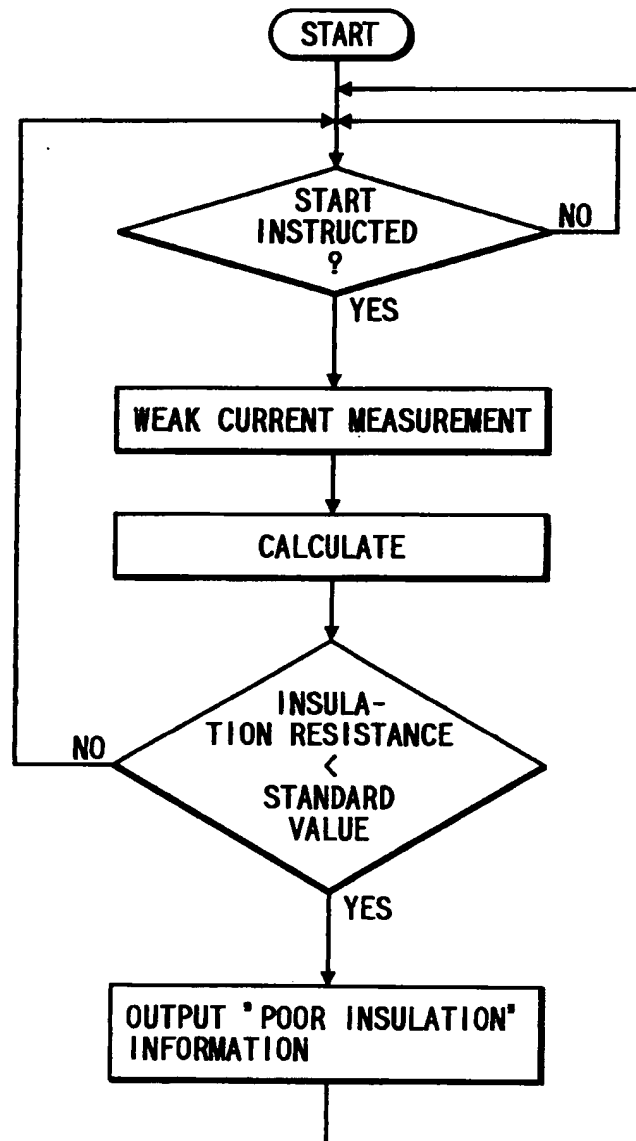 START
START
INSTRUCTED
?
NO
YES
WEAK CURRENT MEASUREMENT
CALCULATE
INSULA-
TION RESISTANCE
<
STANDARD
VALUE
NO
YES
OUTPUT "POOR INSULATION"
INFORMATION